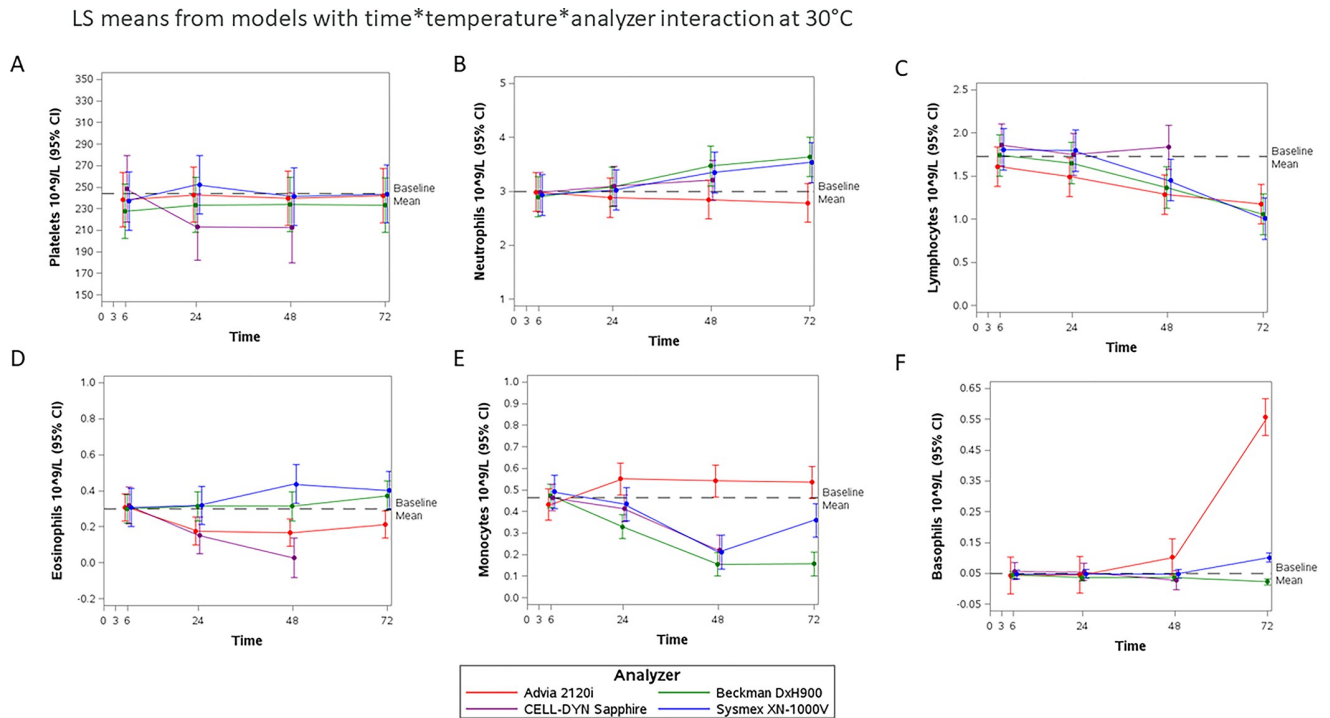 LS means from models with time*temperature*analyzer interaction at 30°C
A
Platelets 10^9/L (95% CI)
350
330
310
290
270
250
230
210
190
170
150
Baseline
Mean
0 3 6 24 48 72
Time
B
Neutrophils 10^9/L (95% CI)
5
4
3
2
1
Baseline
Mean
0 3 6 24 48 72
Time
C
Lymphocytes 10^9/L (95% CI)
2.5
2.0
1.5
1.0
0.5
0.0
Baseline
Mean
0 3 6 24 48 72
Time
D
Eosinophils 10^9/L (95% CI)
1.0
0.8
0.6
0.4
0.2
0.0
-0.2
Baseline
Mean
0 3 6 24 48 72
Time
E
Monocytes 10^9/L (95% CI)
1.0
0.9
0.8
0.7
0.6
0.5
0.4
0.3
0.2
0.1
0.0
Baseline
Mean
0 3 6 24 48 72
Time
F
Basophils 10^9/L (95% CI)
0.65
0.55
0.45
0.35
0.25
0.15
0.05
-0.05
Baseline
Mean
0 3 6 24 48 72
Time
Analyzer
Advia 2120i Beckman DxH900
CELL-DYN Sapphire Sysmex XN-1000V